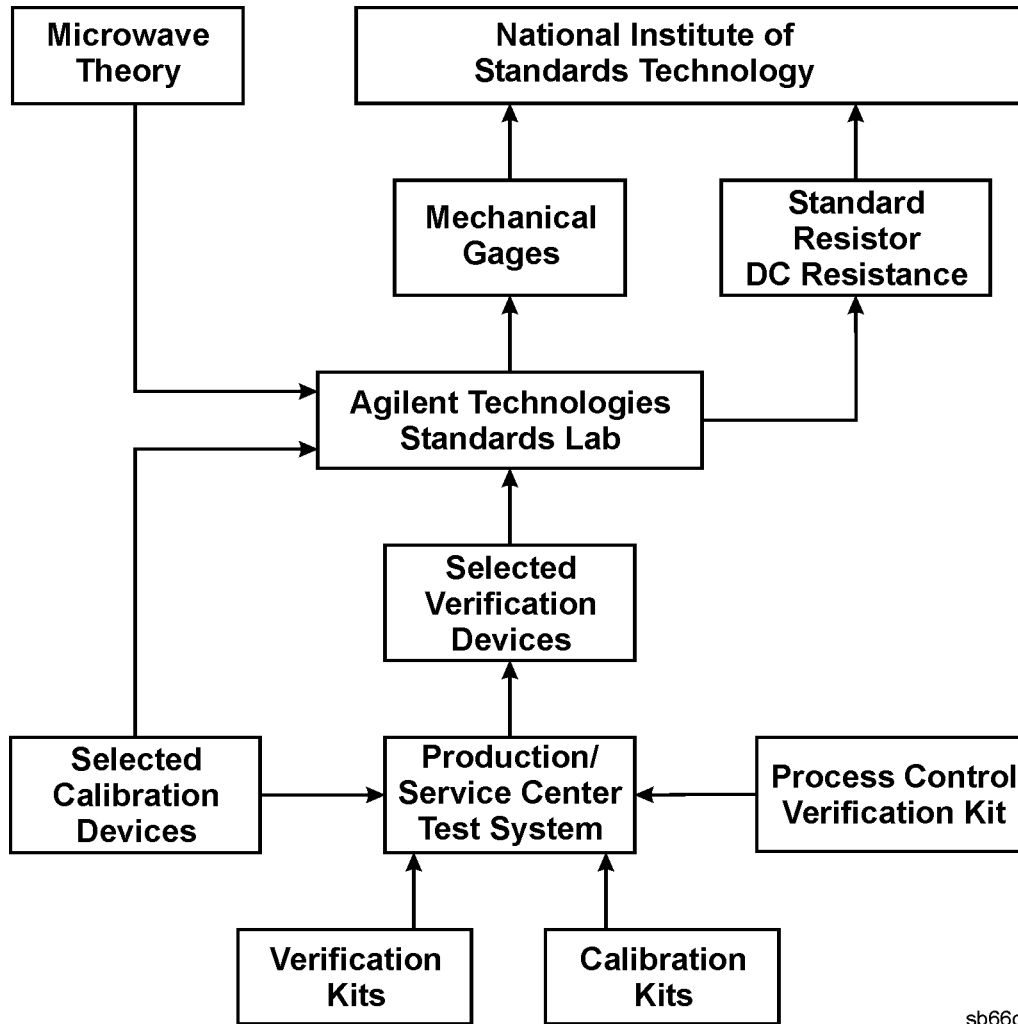 Microwave
Theory
National Institute of
Standards Technology
Mechanical
Gages
Standard
Resistor
DC Resistance
Agilent Technologies
Standards Lab
Selected
Verification
Devices
Selected
Calibration
Devices
Production/
Service Center
Test System
Process Control
Verification Kit
Verification
Kits
Calibration
Kits